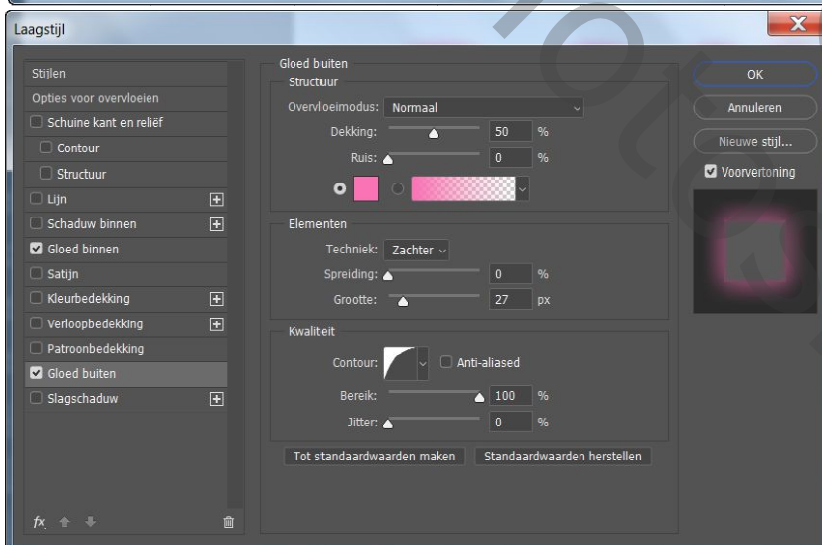 Laagstijl
Stijlen
Opties voor overvloeien
Schuine kant en reliëf
Contour
Structuur
Lijn
Schaduw binnen
Gloed binnen
Satijn
Kleurbedekking
Verloopbedekking
Patroonbedekking
Gloed buiten
Slagschaduw
fx
Gloed buiten
Structuur
Overvloeimodus: Normaal
Dekking: 50 %
Ruis: 0 %
Elementen
Techniek: Zachter
Spreiding: 0 %
Grootte: 27 px
Kwaliteit
Contour: Anti-aliased
Bereik: 100 %
Jitter: 0 %
Tot standaardwaarden maken Standaardwaarden herstellen
OK
Annuleren
Nieuwe stijl...
Voorvertoning